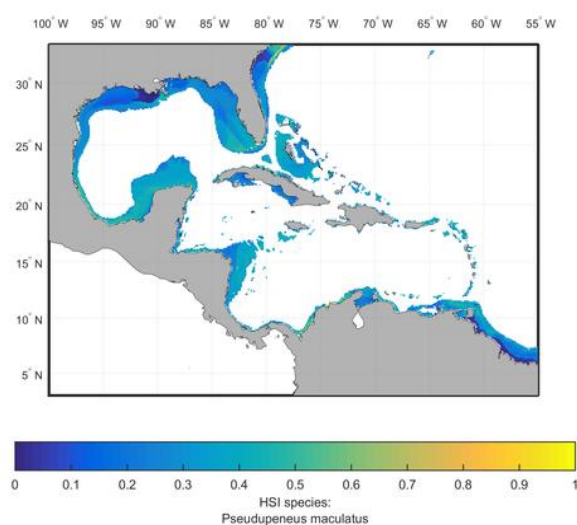 100° W 95° W 90° W 85° W 80° W 75° W 70° W 65° W 60° W 55° W
30° N
25° N
20° N
15° N
10° N
5° N
0 0.1 0.2 0.3 0.4 0.5 0.6 0.7 0.8 0.9 1
HSI species:
Pseudupeneus maculatus